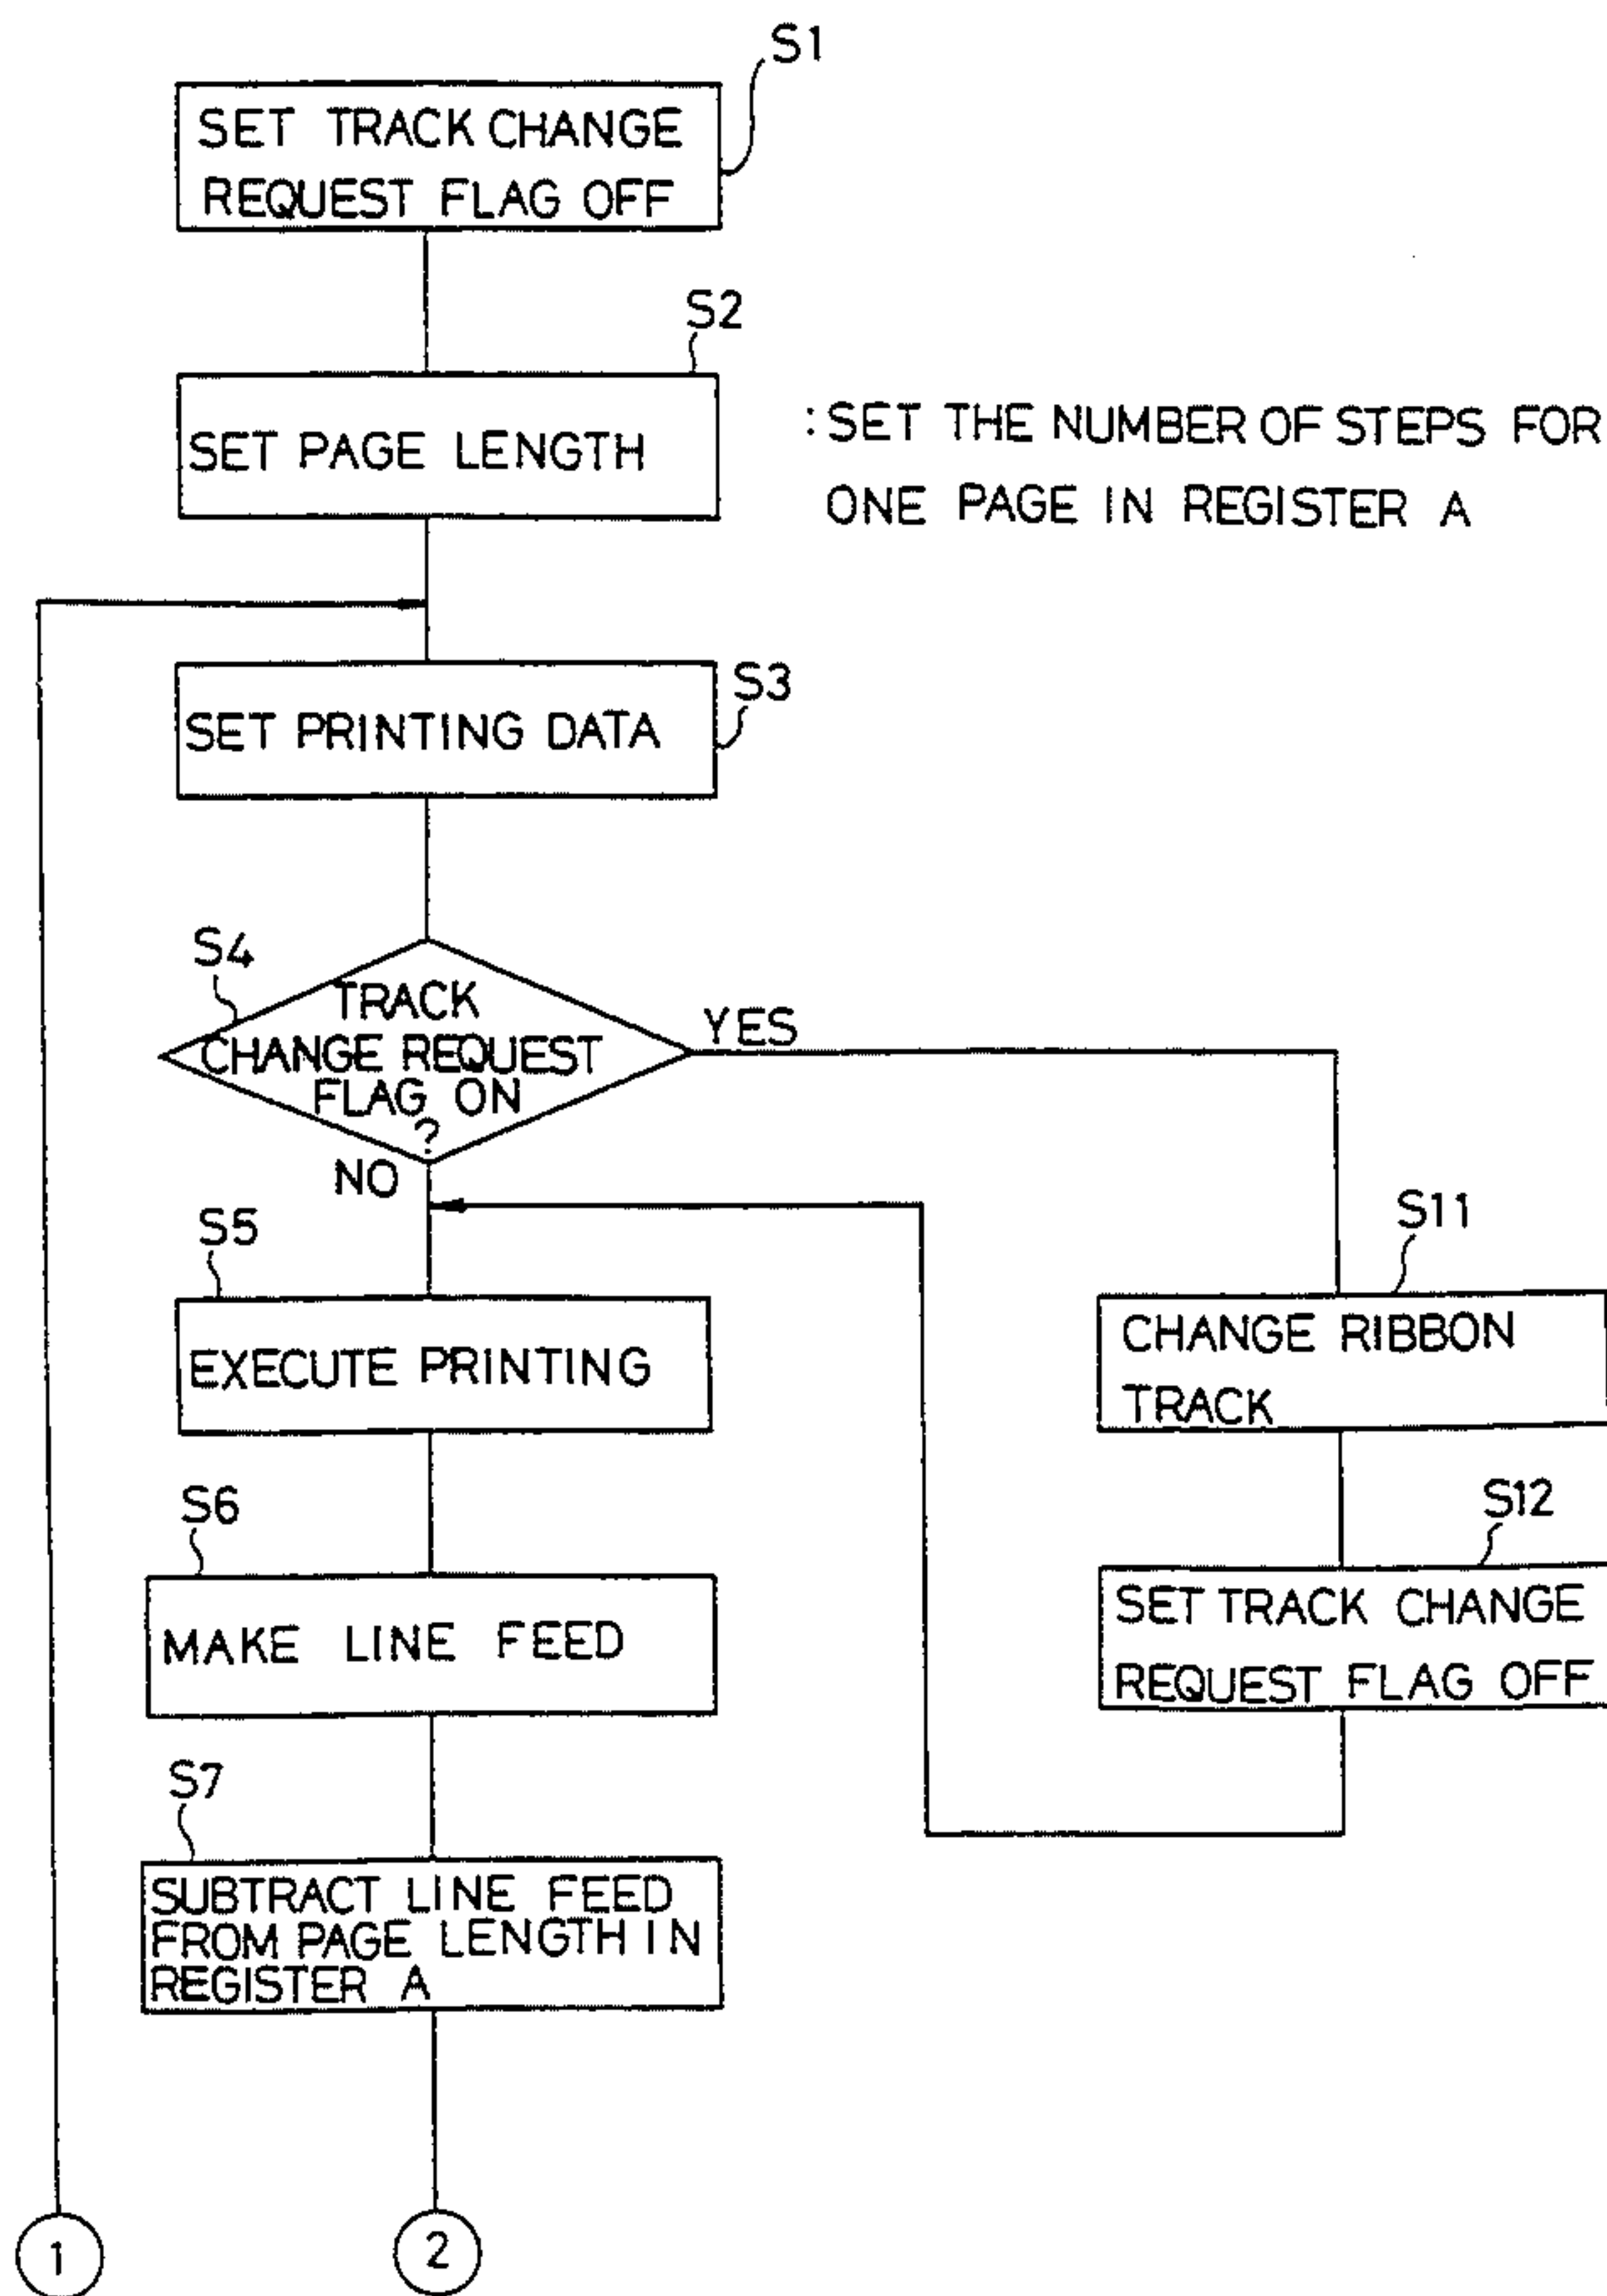 S1
SET TRACK CHANGE
REQUEST FLAG OFF
S2
SET PAGE LENGTH
: SET THE NUMBER OF STEPS FOR
ONE PAGE IN REGISTER A
S3
SET PRINTING DATA
S4
TRACK
CHANGE REQUEST
FLAG ON
?
YES
NO
S5
EXECUTE PRINTING
S11
CHANGE RIBBON
TRACK
S6
MAKE LINE FEED
S12
SET TRACK CHANGE
REQUEST FLAG OFF
S7
SUBTRACT LINE FEED
FROM PAGE LENGTH IN
REGISTER A
1
2